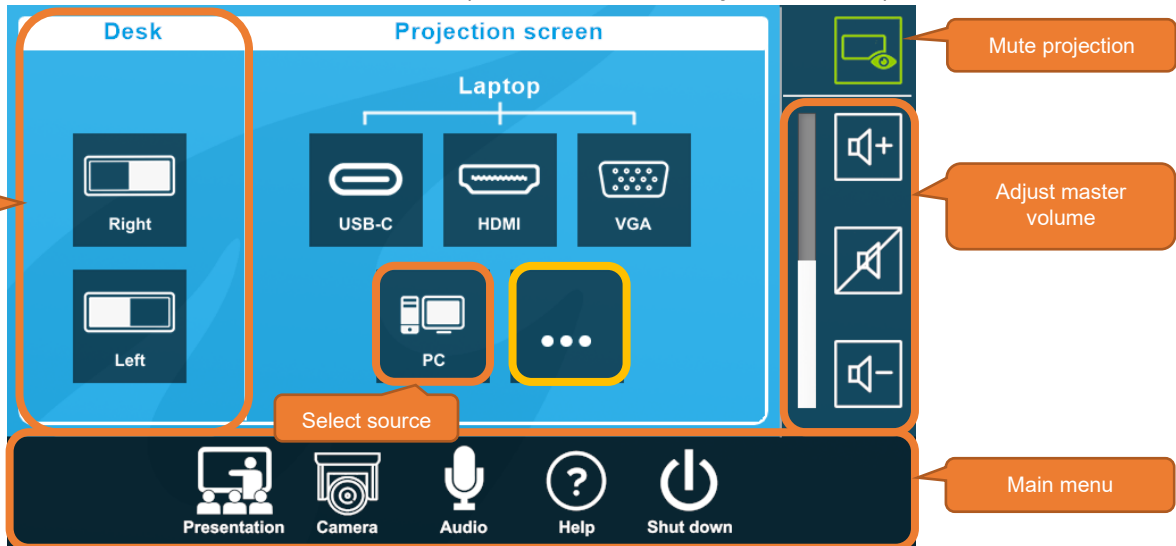 Desk
Projection screen
Mute projection
Laptop
USB-C
HDMI
VGA
Right
Adjust master
volume
Left
PC
...
Select source
Main menu
Presentation
Camera
Audio
?
Help
Shut down